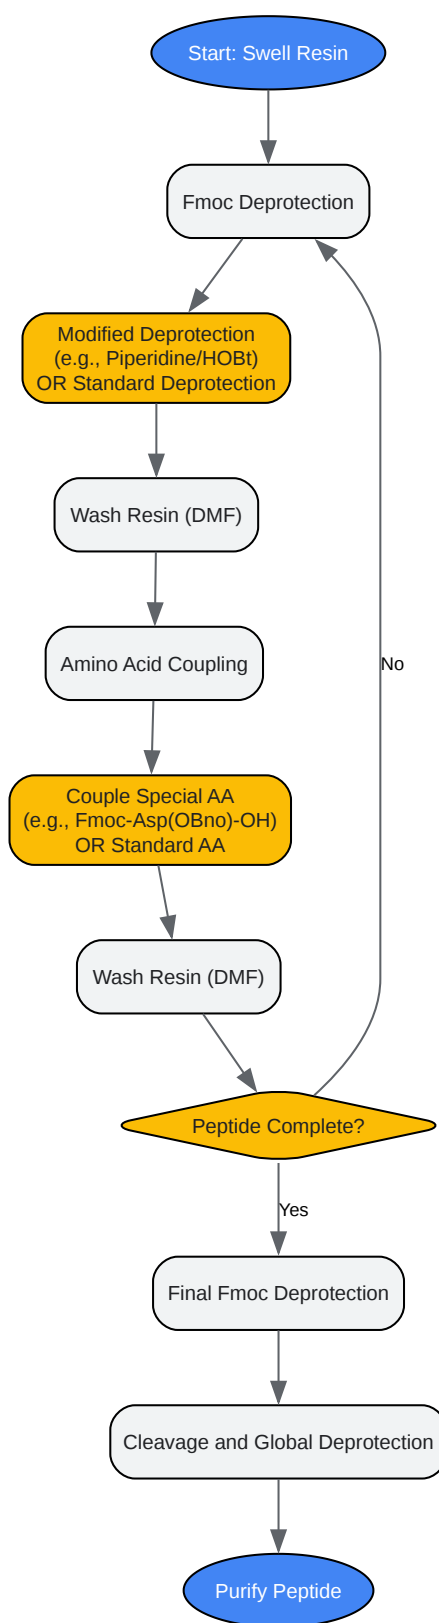 Start: Swell Resin
Fmoc Deprotection
Modified Deprotection
(e.g., Piperidine/HOBt)
OR Standard Deprotection
Wash Resin (DMF)
Amino Acid Coupling
No
Couple Special AA
(e.g., Fmoc-Asp(OBno)-OH)
OR Standard AA
Wash Resin (DMF)
Peptide Complete?
Yes
Final Fmoc Deprotection
Cleavage and Global Deprotection
Purify Peptide